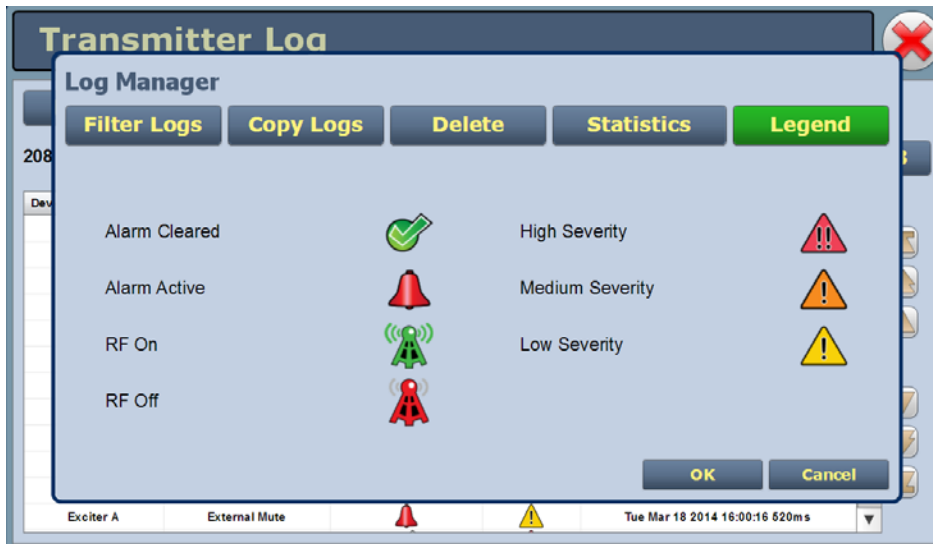 Transmitter Log
Log Manager
Filter Logs Copy Logs Delete Statistics Legend
208
Dev
Alarm Cleared High Severity
Alarm Active Medium Severity
RF On Low Severity
RF Off
OK Cancel
Exciter A External Mute Tue Mar 18 2014 16:00:16 520ms